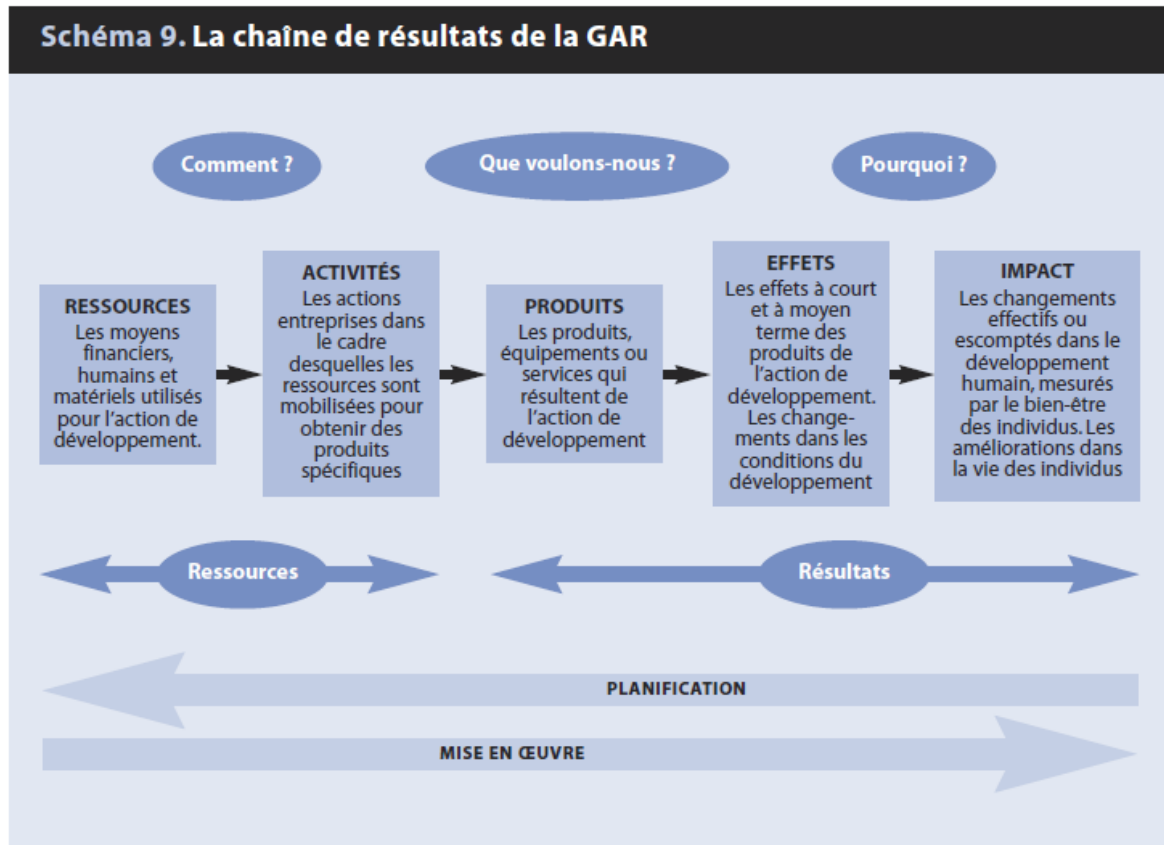 Schéma 9. La chaîne de résultats de la GAR
Comment ?
Que voulons-nous ?
Pourquoi ?
RESSOURCES
Les moyens
financiers,
humains et
matériels utilisés
pour l'action de
développement.
ACTIVITÉS
Les actions
entreprises dans
le cadre
desquelles les
ressources sont
mobilisées pour
obtenir des
produits
spécifiques
PRODUITS
Les produits,
équipements ou
services qui
résultent de
l'action de
développement
EFFETS
Les effets à court
et à moyen
terme des
produits de
l'action de
développement.
Les change-
ments dans les
conditions du
développement
IMPACT
Les changements
effectifs ou
escomptés dans le
développement
humain, mesurés
par le bien-être
des individus. Les
améliorations dans
la vie des individus
Ressources
Résultats
PLANIFICATION
MISE EN ŒUVRE